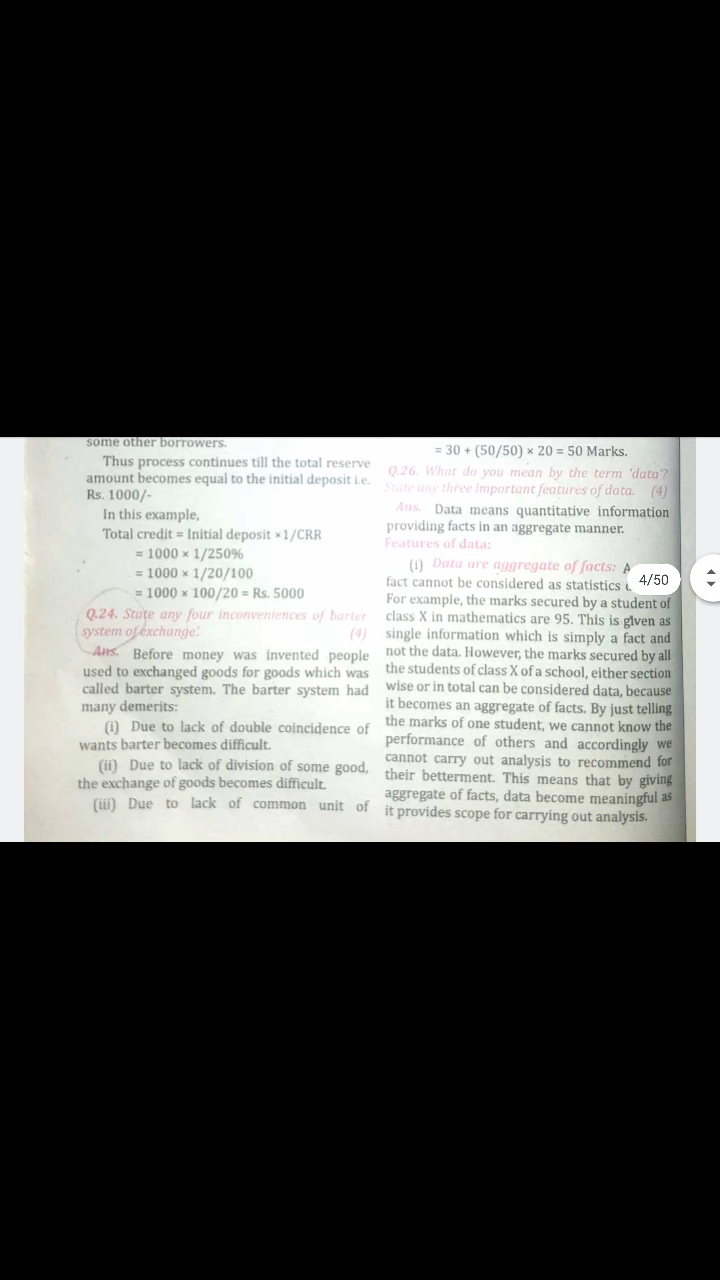 some other borrowers.
Thus process continues till the total reserve
amount becomes equal to the initial deposit i.e.
Rs. 1000/-
In this example,
Total credit = Initial deposit ×1/CRR
= 1000 × 1/250%
= 1000 × 1/20/100
= 1000 × 100/20 = Rs. 5000
Q.24. State any four inconveniences of barter
system of exchange. (4)
Ans. Before money was invented people
used to exchanged goods for goods which was
called barter system. The barter system had
many demerits:
(i) Due to lack of double coincidence of
wants barter becomes difficult.
(ii) Due to lack of division of some good,
the exchange of goods becomes difficult.
(iii) Due to lack of common unit of
= 30 + (50/50) × 20 = 50 Marks.
Q.26. What do you mean by the term 'data'?
State any three important features of data. (4)
Ans. Data means quantitative information
providing facts in an aggregate manner.
Features of data:
(i) Data are aggregate of facts: A
fact cannot be considered as statistics
For example, the marks secured by a student of
class X in mathematics are 95. This is given as
single information which is simply a fact and
not the data. However, the marks secured by all
the students of class X of a school, either section
wise or in total can be considered data, because
it becomes an aggregate of facts. By just telling
the marks of one student, we cannot know the
performance of others and accordingly we
cannot carry out analysis to recommend for
their betterment. This means that by giving
aggregate of facts, data become meaningful as
it provides scope for carrying out analysis.
4/50